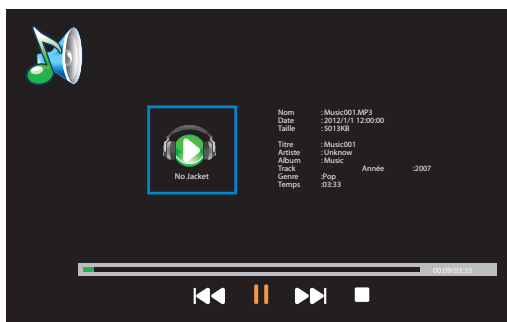 No Jacket
Nom : Music001.MP3
Date : 2012/1/1 12:00:00
Taille : 5013KB
Titre : Music001
Artiste : Unknow
Album : Music
Track Année :2007
Genre :Pop
Temps :03:33
00:09/03:33